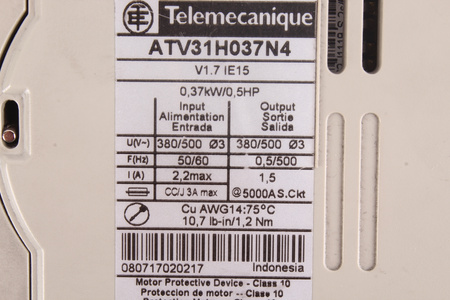 Telemecanique
ATV31H037N4
V1.7 IE15
0,37kW/0,5HP
Input Output
Alimentation Sortie
Entrada Salida
U(V~) 380/500 Ø3 380/500 Ø3
F(Hz) 50/60 0,5/500
I (A) 2,2max 1,5
CC/J 3A max @5000AS.Ckt
Cu AWG14:75°C
10,7 lb-in/1,2 Nm
080717020217 Indonesia
Motor Protective Device - Class 10
Proteccion de motor -- Clase 10